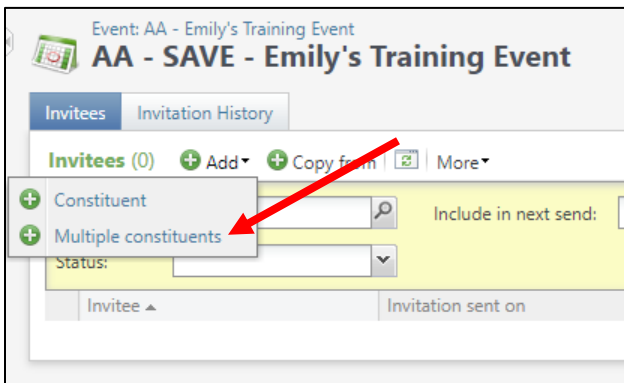 Event: AA - Emily's Training Event
AA - SAVE - Emily's Training Event
Invitees Invitation History
Invitees (0) Add Copy from More
Constituent
Include in next send:
Multiple constituents
Status:
Invitee Invitation sent on